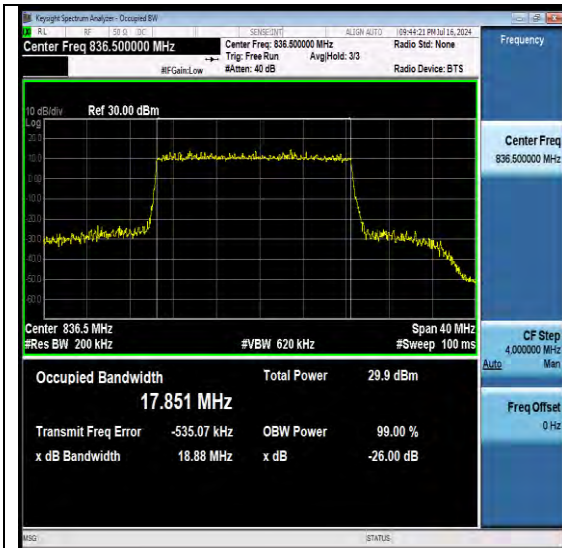 Keysight Spectrum Analyzer - Occupied BW
RL RF 50 Ω DC SENSE:INT ALIGN AUTO 09:44:21 PM Jul 16, 2024
Center Freq 836.500000 MHz
Center Freq: 836.500000 MHz Radio Std: None
Trig: Free Run Avg|Hold: 3/3
#IFGain:Low #Atten: 40 dB Radio Device: BTS
Frequency
10 dB/div Ref 30.00 dBm
Log
20.0
10.0
0.00
-10.0
-20.0
-30.0
-40.0
-50.0
-60.0
Center 836.5 MHz Span 40 MHz
#Res BW 200 kHz #VBW 620 kHz #Sweep 100 ms
Occupied Bandwidth Total Power 29.9 dBm
17.851 MHz
Transmit Freq Error -535.07 kHz OBW Power 99.00 %
x dB Bandwidth 18.88 MHz x dB -26.00 dB
Center Freq
836.500000 MHz
CF Step
4.000000 MHz
Auto Man
Freq Offset
0 Hz
MSG STATUS